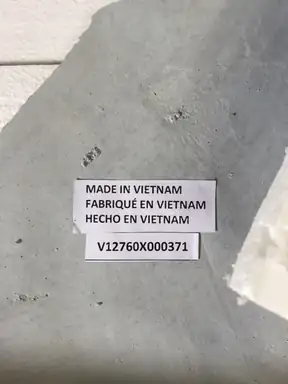 MADE IN VIETNAM
FABRIQUÉ EN VIETNAM
HECHO EN VIETNAM
V12760X000371